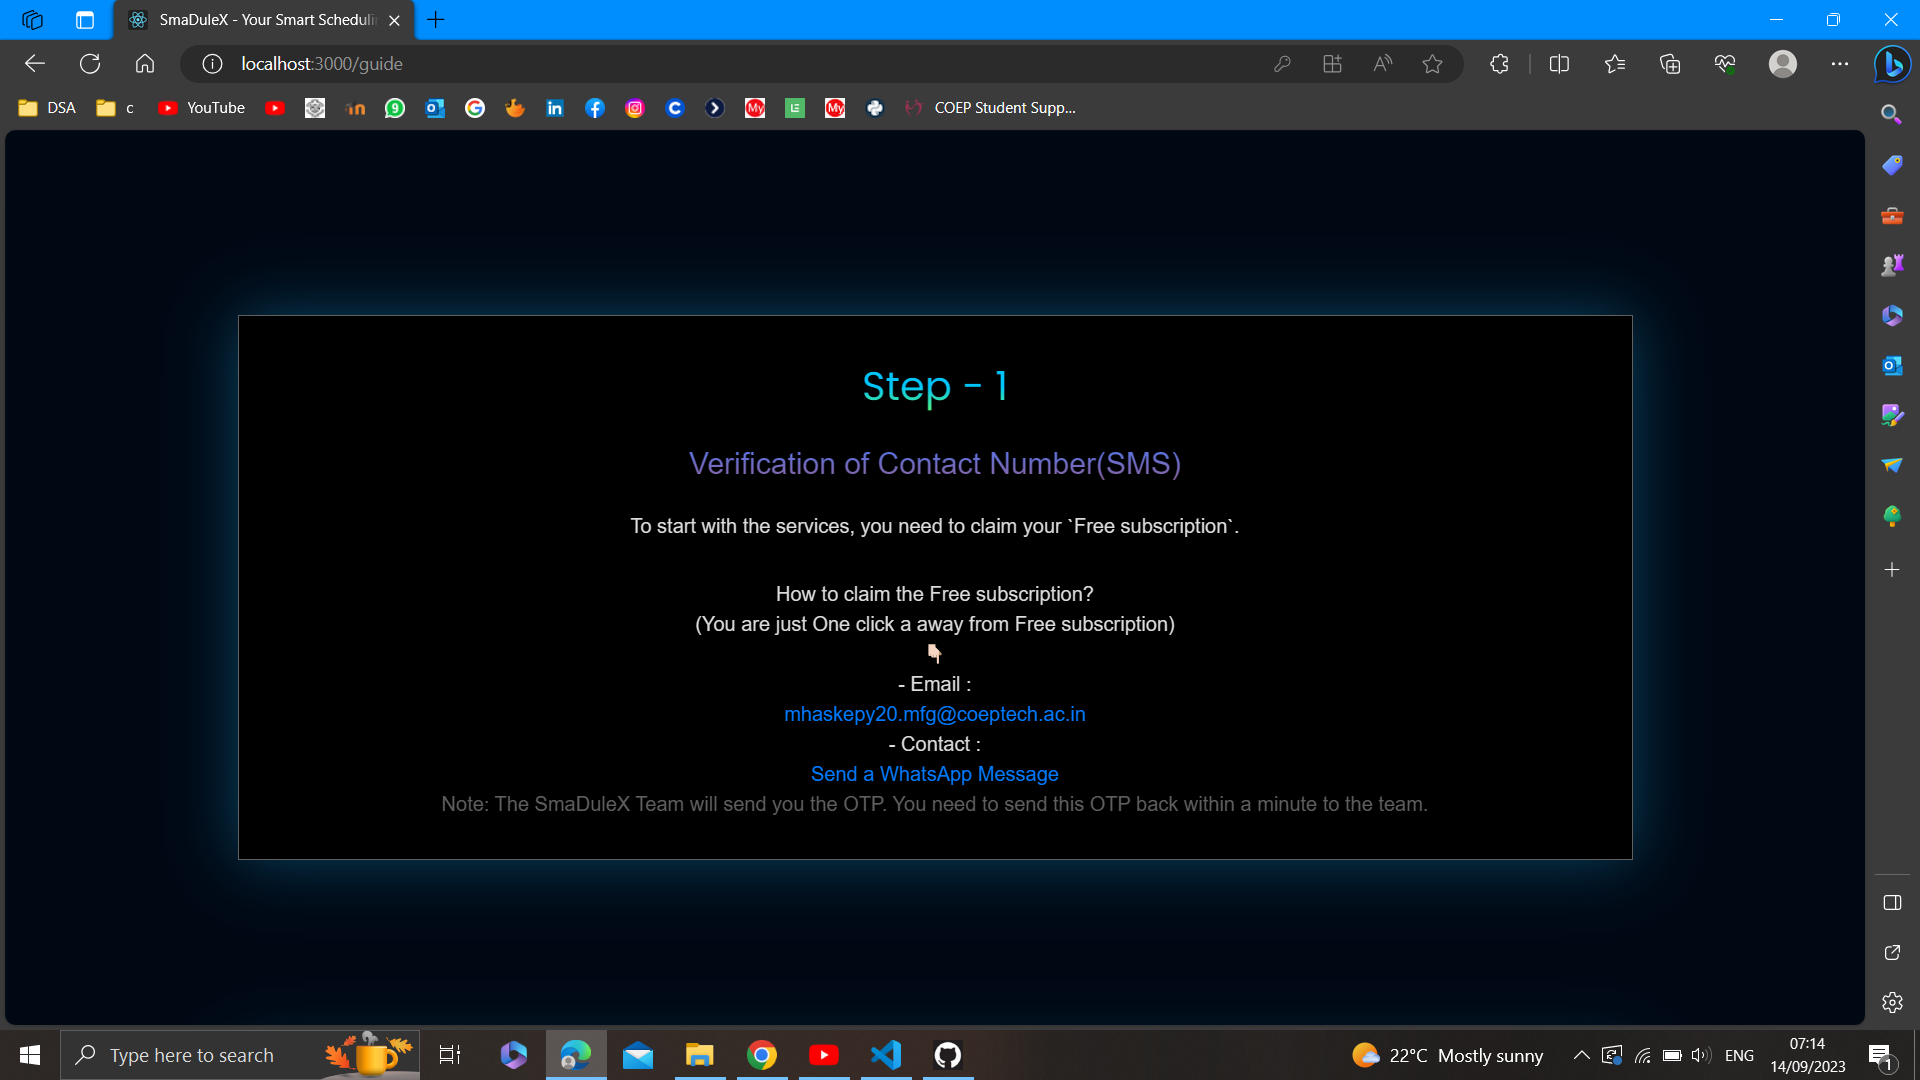 SmaDuleX - Your Smart Schedulin
localhost:3000/guide
DSA
c
YouTube
COEP Student Supp...
Step - 1
Verification of Contact Number(SMS)
To start with the services, you need to claim your `Free subscription`.
How to claim the Free subscription?
(You are just One click a away from Free subscription)
- Email :
mhaskepy20.mfg@coeptech.ac.in
- Contact :
Send a WhatsApp Message
Note: The SmaDuleX Team will send you the OTP. You need to send this OTP back within a minute to the team.
Type here to search
22°C Mostly sunny
ENG
07:14
14/09/2023
1